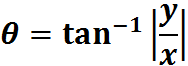 θ = tan⁻¹ |y/x|